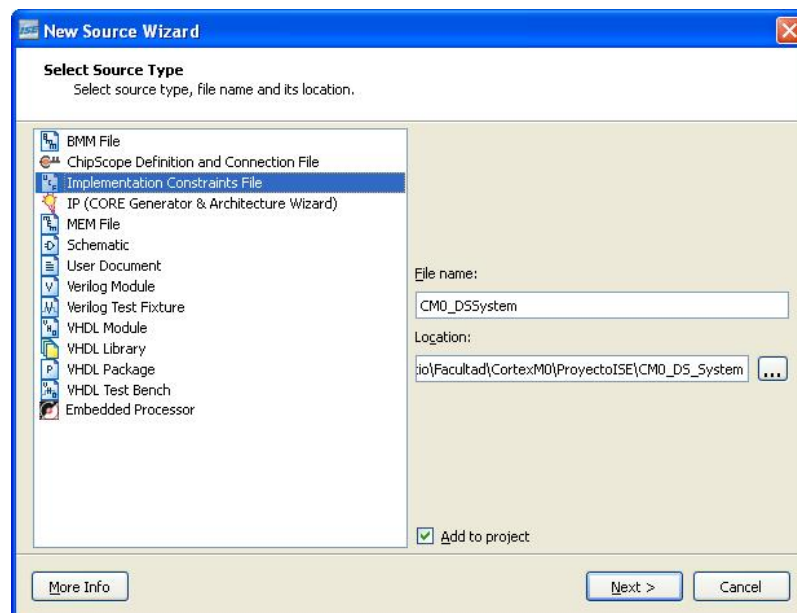 ISE New Source Wizard
Select Source Type
Select source type, file name and its location.
BMM File
ChipScope Definition and Connection File
Implementation Constraints File
IP (CORE Generator & Architecture Wizard)
MEM File
Schematic
User Document
Verilog Module
Verilog Test Fixture
VHDL Module
VHDL Library
VHDL Package
VHDL Test Bench
Embedded Processor
File name:
CM0_DSSystem
Location:
tio\Facultad\CortexM0\ProyectoISE\CM0_DS_System ...
Add to project
More Info
Next >
Cancel